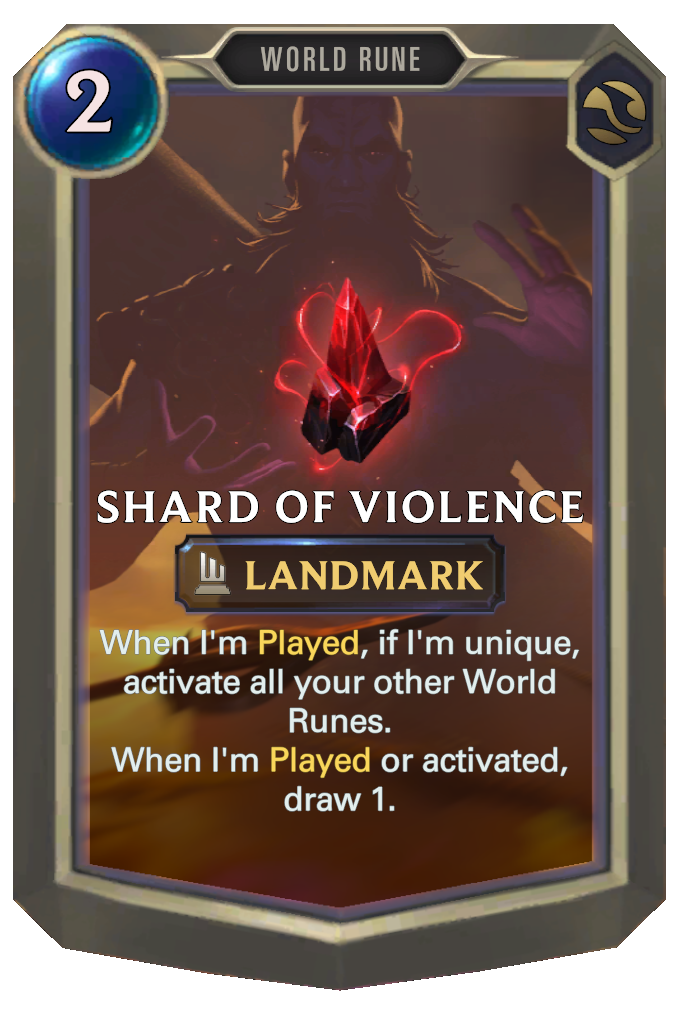 2
WORLD RUNE
SHARD OF VIOLENCE
LANDMARK
When I'm Played, if I'm unique,
activate all your other World
Runes.
When I'm Played or activated,
draw 1.